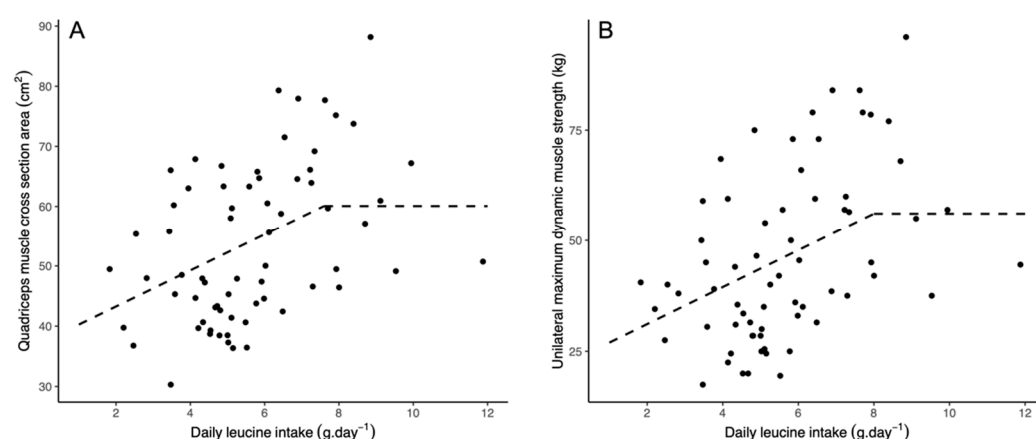 A
Quadriceps muscle cross section area (cm²)
90
80
70
60
50
40
30
2 4 6 8 10 12
Daily leucine intake (g.day⁻¹)
B
Unilateral maximum dynamic muscle strength (kg)
75
50
25
2 4 6 8 10 12
Daily leucine intake (g.day⁻¹)